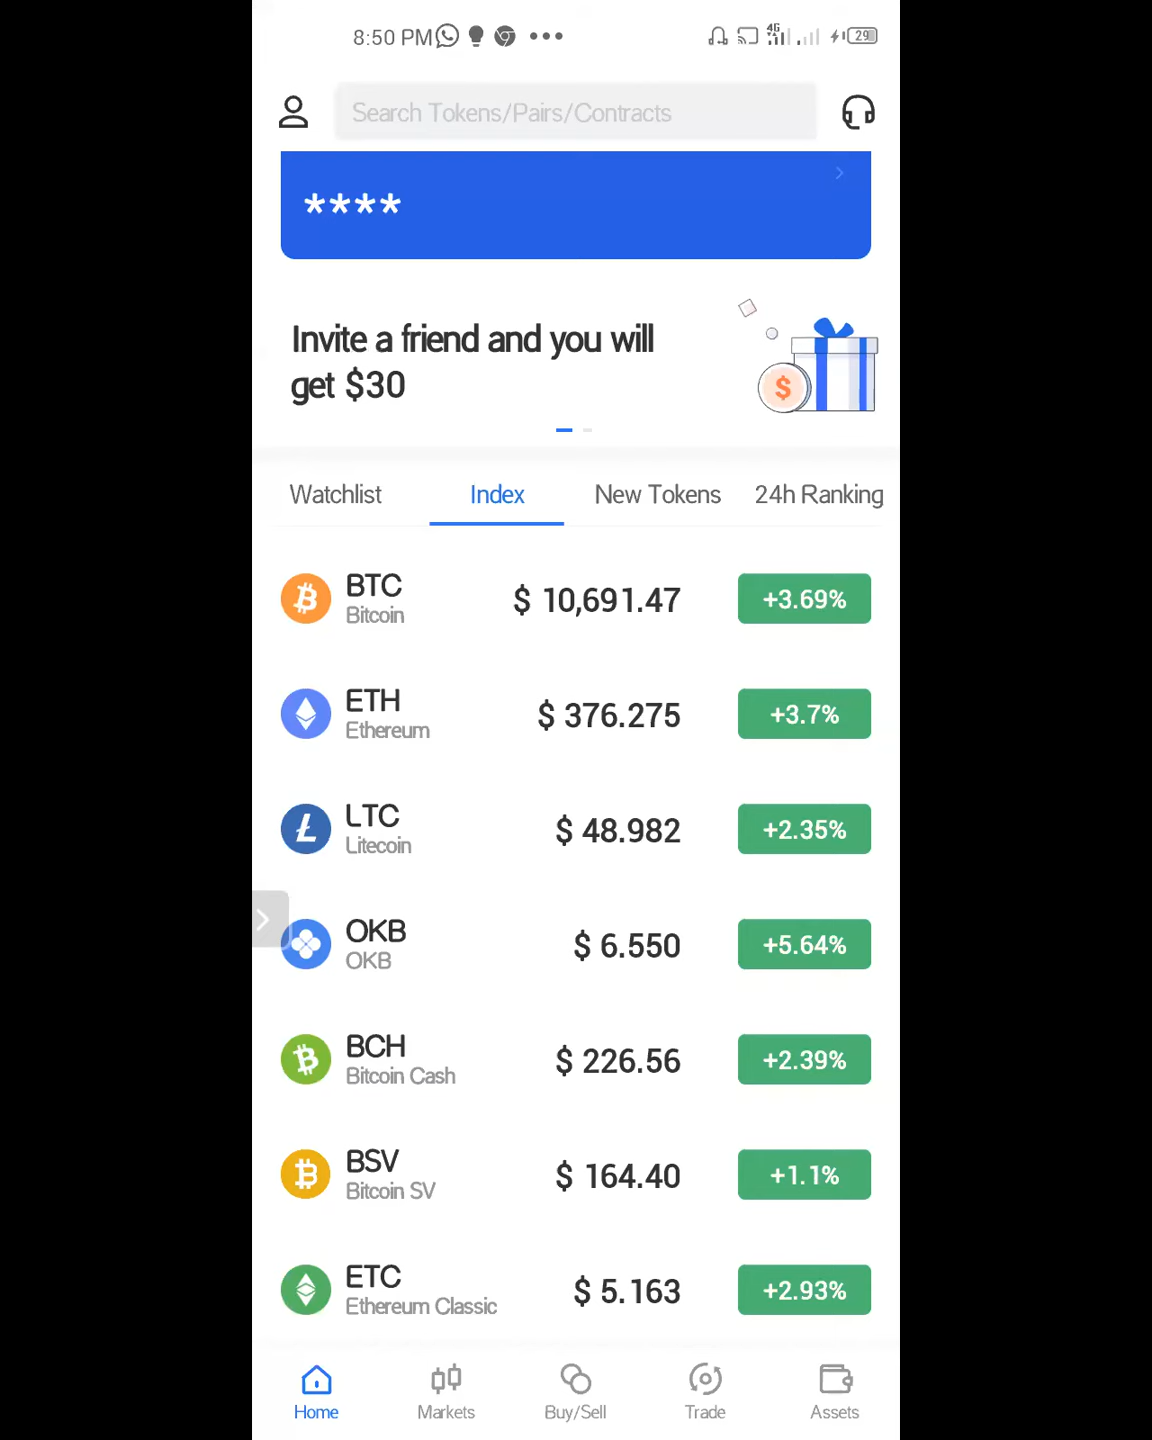 8:50 PM 4G 29
Search Tokens/Pairs/Contracts
****
Invite a friend and you will
get $30
$
Watchlist Index New Tokens 24h Ranking
BTC $ 10,691.47 +3.69%
Bitcoin
ETH $ 376.275 +3.7%
Ethereum
LTC $ 48.982 +2.35%
Litecoin
OKB $ 6.550 +5.64%
OKB
BCH $ 226.56 +2.39%
Bitcoin Cash
BSV $ 164.40 +1.1%
Bitcoin SV
ETC $ 5.163 +2.93%
Ethereum Classic
Home Markets Buy/Sell Trade Assets